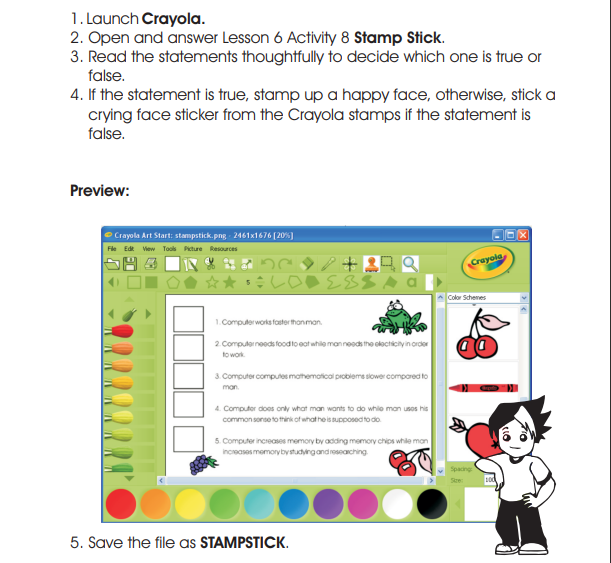 1. Launch Crayola.
2. Open and answer Lesson 6 Activity 8 Stamp Stick.
3. Read the statements thoughtfully to decide which one is true or
false.
4. If the statement is true, stamp up a happy face, otherwise, stick a
crying face sticker from the Crayola stamps if the statement is
false.
Preview:
Crayola Art Start: stampstick.png - 2461x1676 [20%]
File Edit View Tools Picture Resources
Crayola
Color Schemes
1. Computer works faster than man.
2. Computer needs food to eat while man needs the electricity in order
to work.
3. Computer computes mathematical problems slower compared to
man.
4. Computer does only what man wants to do while man uses his
common sense to think of what he is supposed to do.
5. Computer increases memory by adding memory chips while man
increases memory by studying and researching.
Spacing:
Size: 100
5. Save the file as STAMPSTICK.